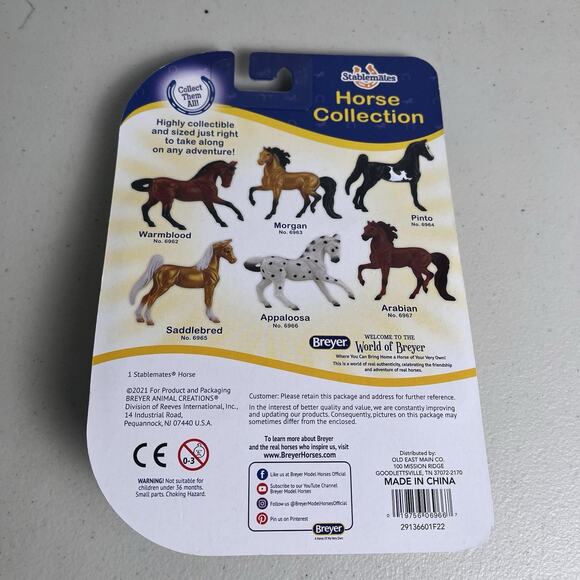 Collect
Them
All!
Stablemates
Horse
Collection
Highly collectible
and sized just right
to take along
on any adventure!
Warmblood
No. 6962
Morgan
No. 6963
Pinto
No. 6964
Saddlebred
No. 6965
Appaloosa
No. 6966
Arabian
No. 6967
Breyer
WELCOME TO THE
World of Breyer
Where You Can Bring Home a Horse of Your Very Own!
This is a world of real authenticity, celebrating the friendship
and adventure of real horses.
1 Stablemates® Horse
©2021 For Product and Packaging
BREYER ANIMAL CREATIONS®
Division of Reeves International, Inc.,
14 Industrial Road,
Pequannock, NJ 07440 U.S.A.
Customer: Please retain this package and address for further reference.
In the interest of better quality and value, we are constantly improving
and updating our products. Consequently, pictures on this package may
sometimes differ from the enclosed.
CE
0-3
WARNING! Not suitable for
children under 36 months.
Small parts. Choking Hazard.
To learn more about Breyer
and the real horses who inspire us, visit
www.BreyerHorses.com
Like us at Breyer Model Horses Official
Subscribe to our YouTube Channel
Breyer Model Horses
Follow us @BreyerModelHorsesOfficial
Pin us on Pinterest
Breyer
A Horse Of My Very Own
Distributed by:
OLD EAST MAIN CO.
100 MISSION RIDGE
GOODLETTSVILLE, TN 37072-2170
MADE IN CHINA
0 19756 06966 7
29136601F22